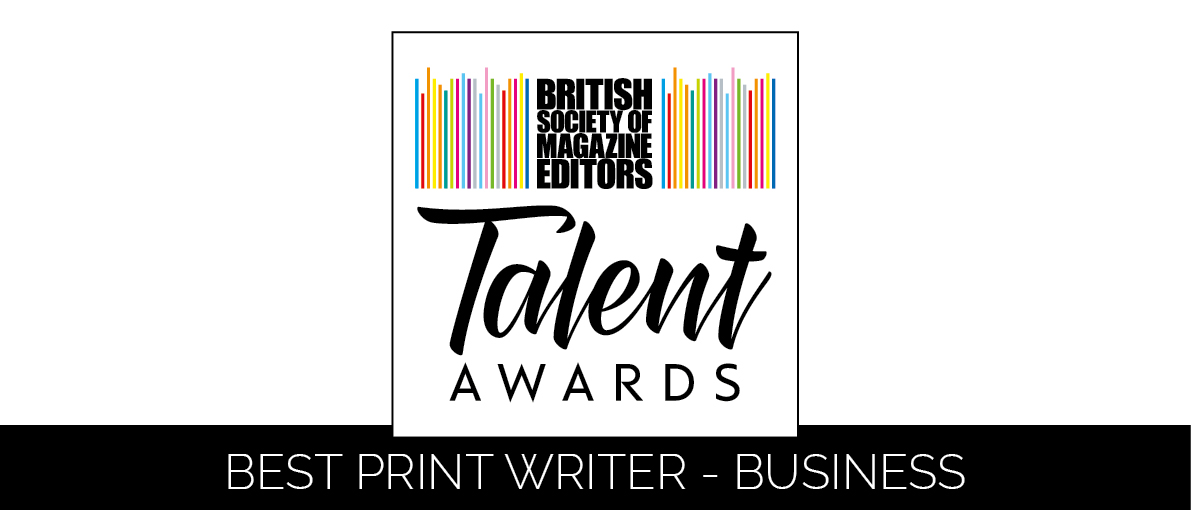 BRITISH
SOCIETY OF
MAGAZINE
EDITORS
Talent
AWARDS
BEST PRINT WRITER - BUSINESS